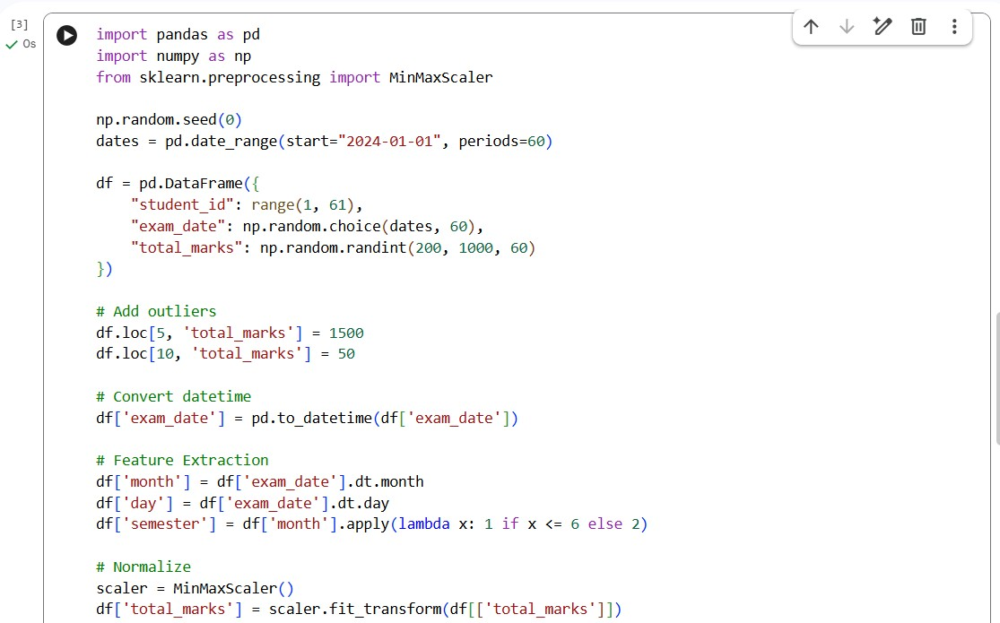 [3]
0s
import pandas as pd
import numpy as np
from sklearn.preprocessing import MinMaxScaler

np.random.seed(0)
dates = pd.date_range(start="2024-01-01", periods=60)

df = pd.DataFrame({
    "student_id": range(1, 61),
    "exam_date": np.random.choice(dates, 60),
    "total_marks": np.random.randint(200, 1000, 60)
})

# Add outliers
df.loc[5, 'total_marks'] = 1500
df.loc[10, 'total_marks'] = 50

# Convert datetime
df['exam_date'] = pd.to_datetime(df['exam_date'])

# Feature Extraction
df['month'] = df['exam_date'].dt.month
df['day'] = df['exam_date'].dt.day
df['semester'] = df['month'].apply(lambda x: 1 if x <= 6 else 2)

# Normalize
scaler = MinMaxScaler()
df['total_marks'] = scaler.fit_transform(df[['total_marks']])